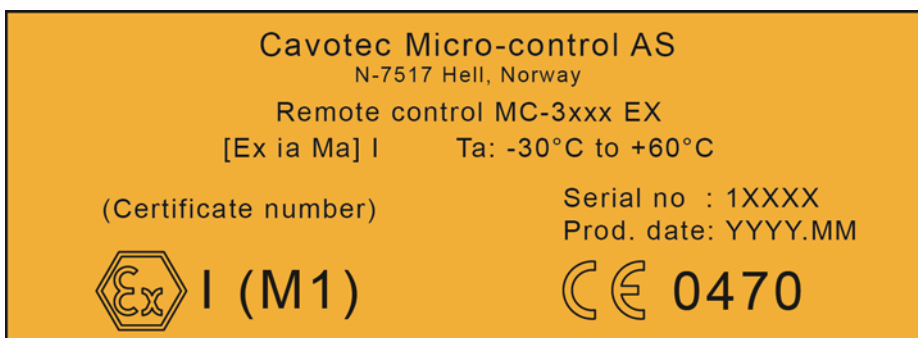 Cavotec Micro-control AS
N-7517 Hell, Norway
Remote control MC-3xxx EX
[Ex ia Ma] I Ta: -30°C to +60°C
(Certificate number)
Serial no : 1XXXX
Prod. date: YYYY.MM
Ex I (M1)
CE 0470